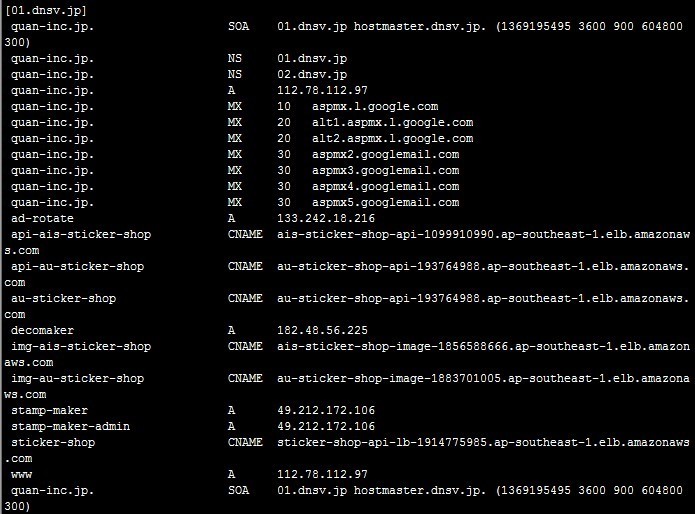 [01.dnsv.jp]
quan-inc.jp. SOA 01.dnsv.jp hostmaster.dnsv.jp. (1369195495 3600 900 604800
300)
quan-inc.jp. NS 01.dnsv.jp
quan-inc.jp. NS 02.dnsv.jp
quan-inc.jp. A 112.78.112.97
quan-inc.jp. MX 10 aspmx.l.google.com
quan-inc.jp. MX 20 alt1.aspmx.l.google.com
quan-inc.jp. MX 20 alt2.aspmx.l.google.com
quan-inc.jp. MX 30 aspmx2.googlemail.com
quan-inc.jp. MX 30 aspmx3.googlemail.com
quan-inc.jp. MX 30 aspmx4.googlemail.com
quan-inc.jp. MX 30 aspmx5.googlemail.com
ad-rotate A 133.242.18.216
api-ais-sticker-shop CNAME ais-sticker-shop-api-1099910990.ap-southeast-1.elb.amazonaw
s.com
api-au-sticker-shop CNAME au-sticker-shop-api-193764988.ap-southeast-1.elb.amazonaws.
com
au-sticker-shop CNAME au-sticker-shop-api-193764988.ap-southeast-1.elb.amazonaws.
com
decomaker A 182.48.56.225
img-ais-sticker-shop CNAME ais-sticker-shop-image-1856588666.ap-southeast-1.elb.amazon
aws.com
img-au-sticker-shop CNAME au-sticker-shop-image-1883701005.ap-southeast-1.elb.amazona
ws.com
stamp-maker A 49.212.172.106
stamp-maker-admin A 49.212.172.106
sticker-shop CNAME sticker-shop-api-lb-1914775985.ap-southeast-1.elb.amazonaws
.com
www A 112.78.112.97
quan-inc.jp. SOA 01.dnsv.jp hostmaster.dnsv.jp. (1369195495 3600 900 604800
300)